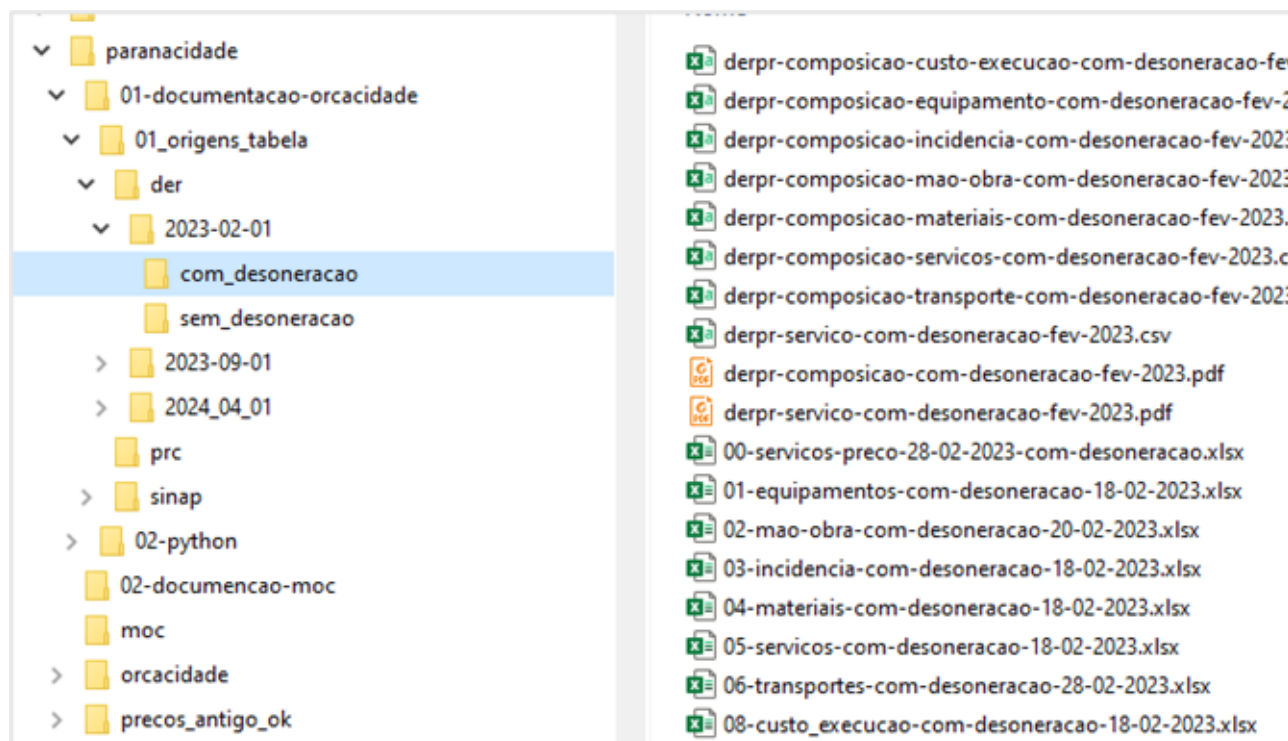 paranacidade
01-documentacao-orcacidade
01_origens_tabela
der
2023-02-01
com_desoneracao
sem_desoneracao
2023-09-01
2024_04_01
prc
sinap
02-python
02-documencao-moc
moc
orcacidade
precos_antigo_ok
derpr-composicao-custo-execucao-com-desoneracao-fev
derpr-composicao-equipamento-com-desoneracao-fev-2
derpr-composicao-incidencia-com-desoneracao-fev-2023
derpr-composicao-mao-obra-com-desoneracao-fev-2023
derpr-composicao-materiais-com-desoneracao-fev-2023.
derpr-composicao-servicos-com-desoneracao-fev-2023.c
derpr-composicao-transporte-com-desoneracao-fev-2023
derpr-servico-com-desoneracao-fev-2023.csv
derpr-composicao-com-desoneracao-fev-2023.pdf
derpr-servico-com-desoneracao-fev-2023.pdf
00-servicos-preco-28-02-2023-com-desoneracao.xlsx
01-equipamentos-com-desoneracao-18-02-2023.xlsx
02-mao-obra-com-desoneracao-20-02-2023.xlsx
03-incidencia-com-desoneracao-18-02-2023.xlsx
04-materiais-com-desoneracao-18-02-2023.xlsx
05-servicos-com-desoneracao-18-02-2023.xlsx
06-transportes-com-desoneracao-28-02-2023.xlsx
08-custo_execucao-com-desoneracao-18-02-2023.xlsx